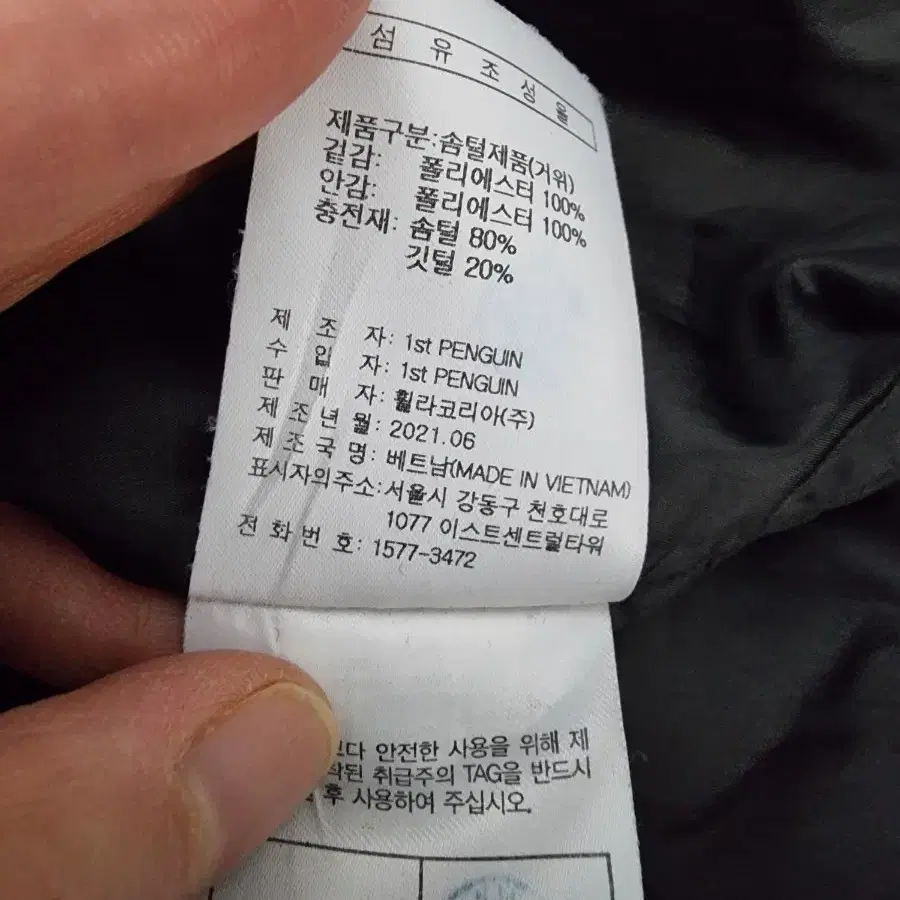 섬유조성율
제품구분:솜털제품(거위)
겉감: 폴리에스터 100%
안감: 폴리에스터 100%
충전재: 솜털 80%
깃털 20%
제 조 자: 1st PENGUIN
수 입 자: 1st PENGUIN
판 매 자: 휠라코리아(주)
제조년월: 2021.06
제조국명: 베트남(MADE IN VIETNAM)
표시자의주소:서울시 강동구 천호대로
1077 이스트센트럴타워
전화번호: 1577-3472
안전한 사용을 위해 제
취급주의 TAG을 반드시
후 사용하여 주십시오.